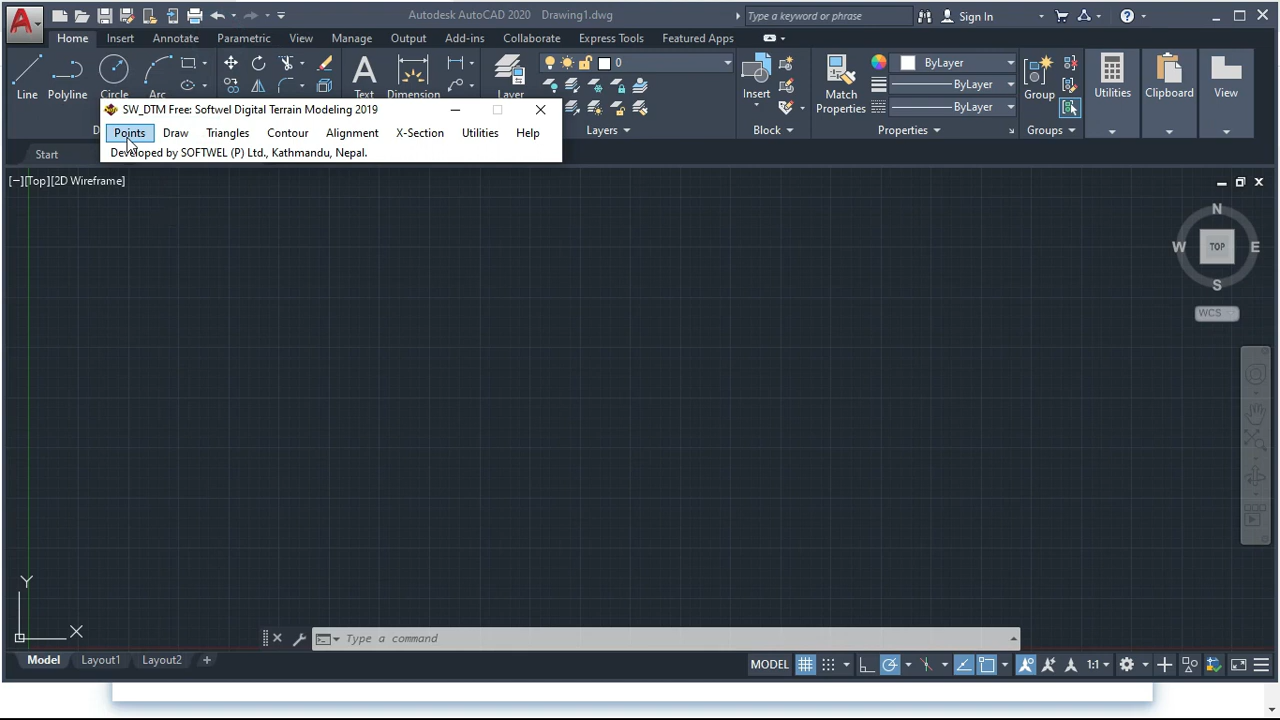 Autodesk AutoCAD 2020 Drawing1.dwg
Type a keyword or phrase
Sign In
Home Insert Annotate Parametric View Manage Output Add-ins Collaborate Express Tools Featured Apps
0
ByLayer
ByLayer
ByLayer
Line Polyline Circle Arc Text Dimension Layer
Insert
Match
Properties
Group Utilities Clipboard View
Layers Block Properties Groups
SW_DTM Free: Softwel Digital Terrain Modeling 2019
Points Draw Triangles Contour Alignment X-Section Utilities Help
Developed by SOFTWEL (P) Ltd., Kathmandu, Nepal.
Start
[−][Top][2D Wireframe]
N
W TOP E
S
WCS
Y
X
Type a command
Model Layout1 Layout2 +
MODEL 1:1